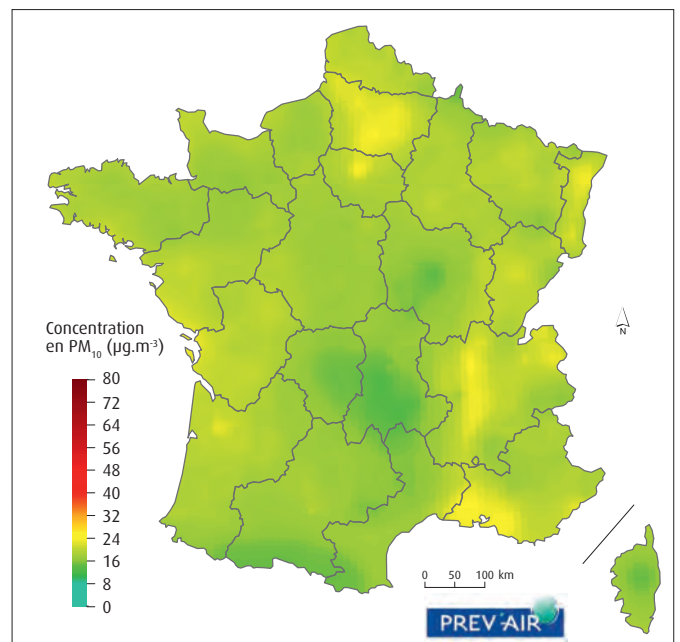 N
Concentration
en PM₁₀ (µg.m⁻³)
80
72
64
56
48
40
32
24
16
8
0
0 50 100 km
PREV'AIR